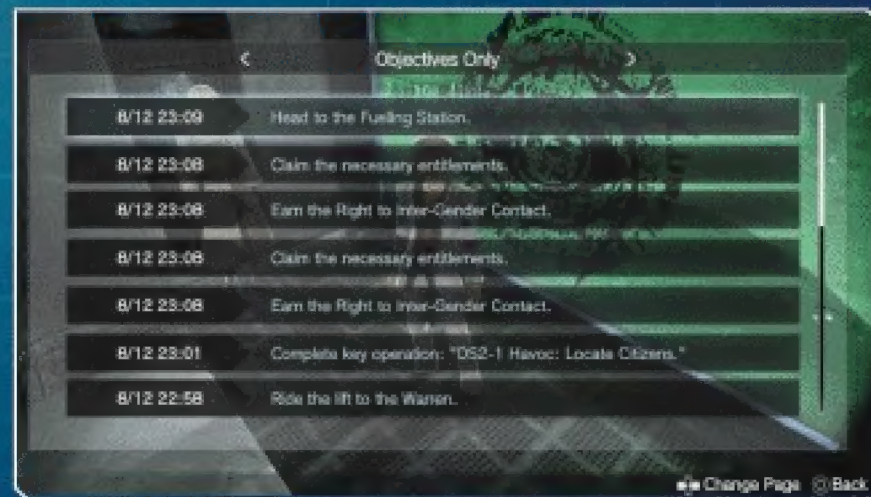 Objectives Only
8/12 23:09 Head to the Fueling Station.
8/12 23:08 Claim the necessary entitlements.
8/12 23:08 Earn the Right to Inter-Gender Contact.
8/12 23:08 Claim the necessary entitlements.
8/12 23:08 Earn the Right to Inter-Gender Contact.
8/12 23:01 Complete key operation: "OS2-1 Havoc: Locate Citizens."
8/12 22:58 Ride the lift to the Warren.
Change Page Back